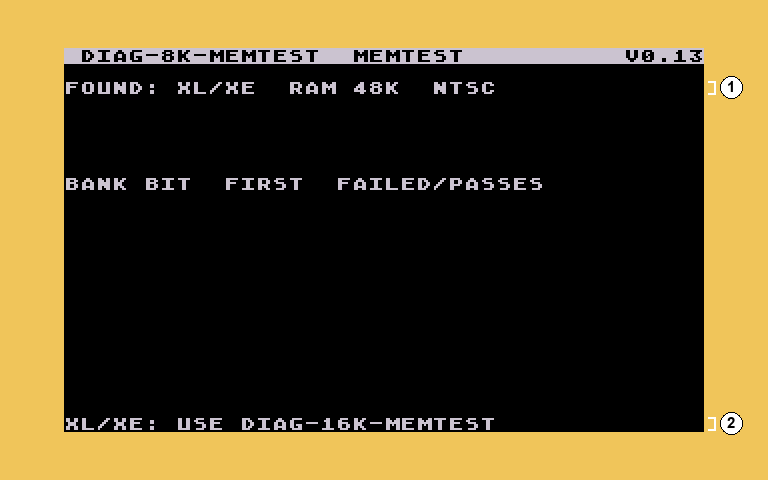 DIAG-8K-MEMTEST MEMTEST V0.13
FOUND: XL/XE RAM 48K NTSC ] 1
BANK BIT FIRST FAILED/PASSES
XL/XE: USE DIAG-16K-MEMTEST ] 2